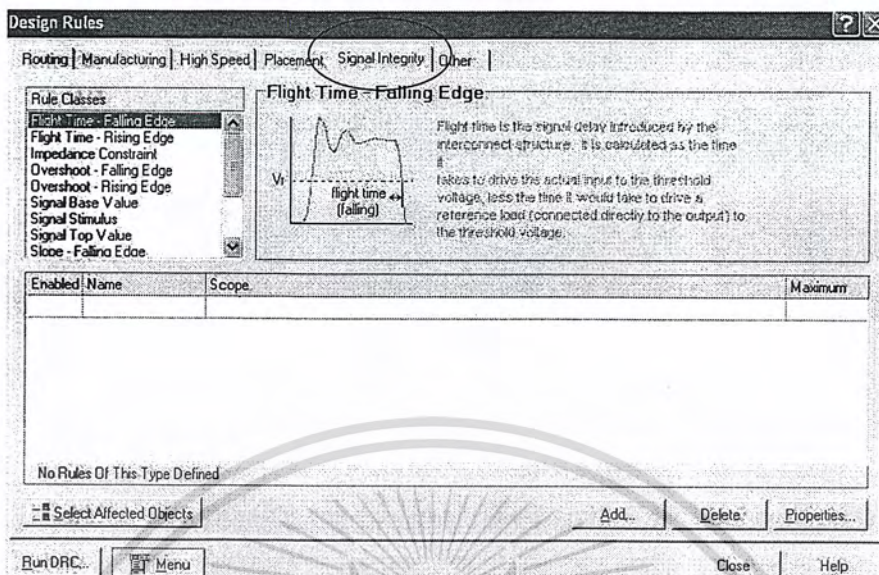 Design Rules
Routing Manufacturing High Speed Placement Signal Integrity Other
Rule Classes
Flight Time - Falling Edge
Flight Time - Rising Edge
Impedance Constraint
Overshoot - Falling Edge
Overshoot - Rising Edge
Signal Base Value
Signal Stimulus
Signal Top Value
Slope - Falling Edge
Flight Time - Falling Edge
flight time
(falling)
Flight time is the signal delay introduced by the
interconnect structure. It is calculated as the time
it
takes to drive the actual input to the threshold
voltage, less the time it would take to drive a
reference load (connected directly to the output) to
the threshold voltage.
Enabled Name Scope Maximum
No Rules Of This Type Defined
Select Affected Objects Add... Delete Properties...
Run DRC... Menu Close Help